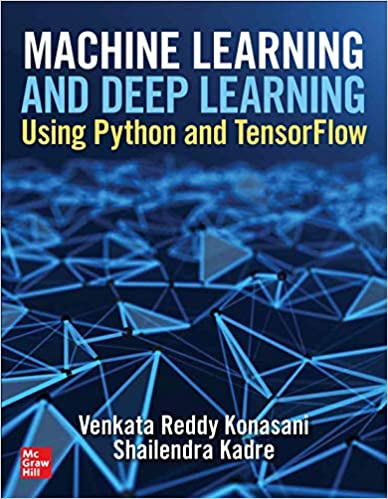 MACHINE LEARNING
AND DEEP LEARNING
Using Python and TensorFlow
Venkata Reddy Konasani
Shailendra Kadre
Mc
Graw
Hill